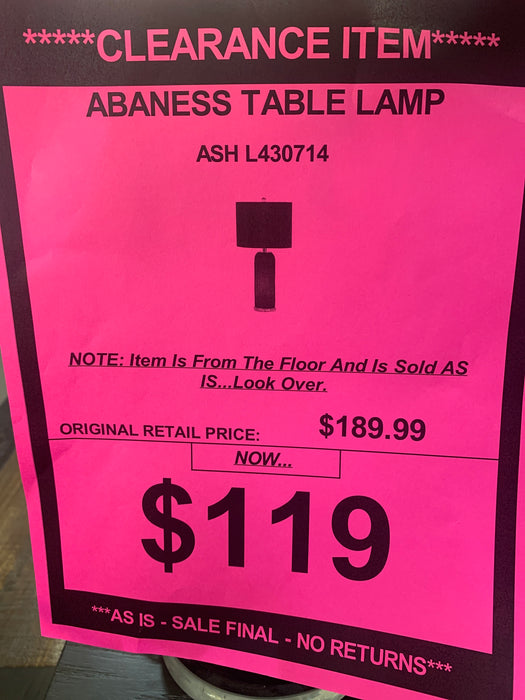 *****CLEARANCE ITEM*****
ABANESS TABLE LAMP
ASH L430714
NOTE: Item Is From The Floor And Is Sold AS
IS...Look Over.
ORIGINAL RETAIL PRICE: $189.99
NOW...
$119
***AS IS - SALE FINAL - NO RETURNS***